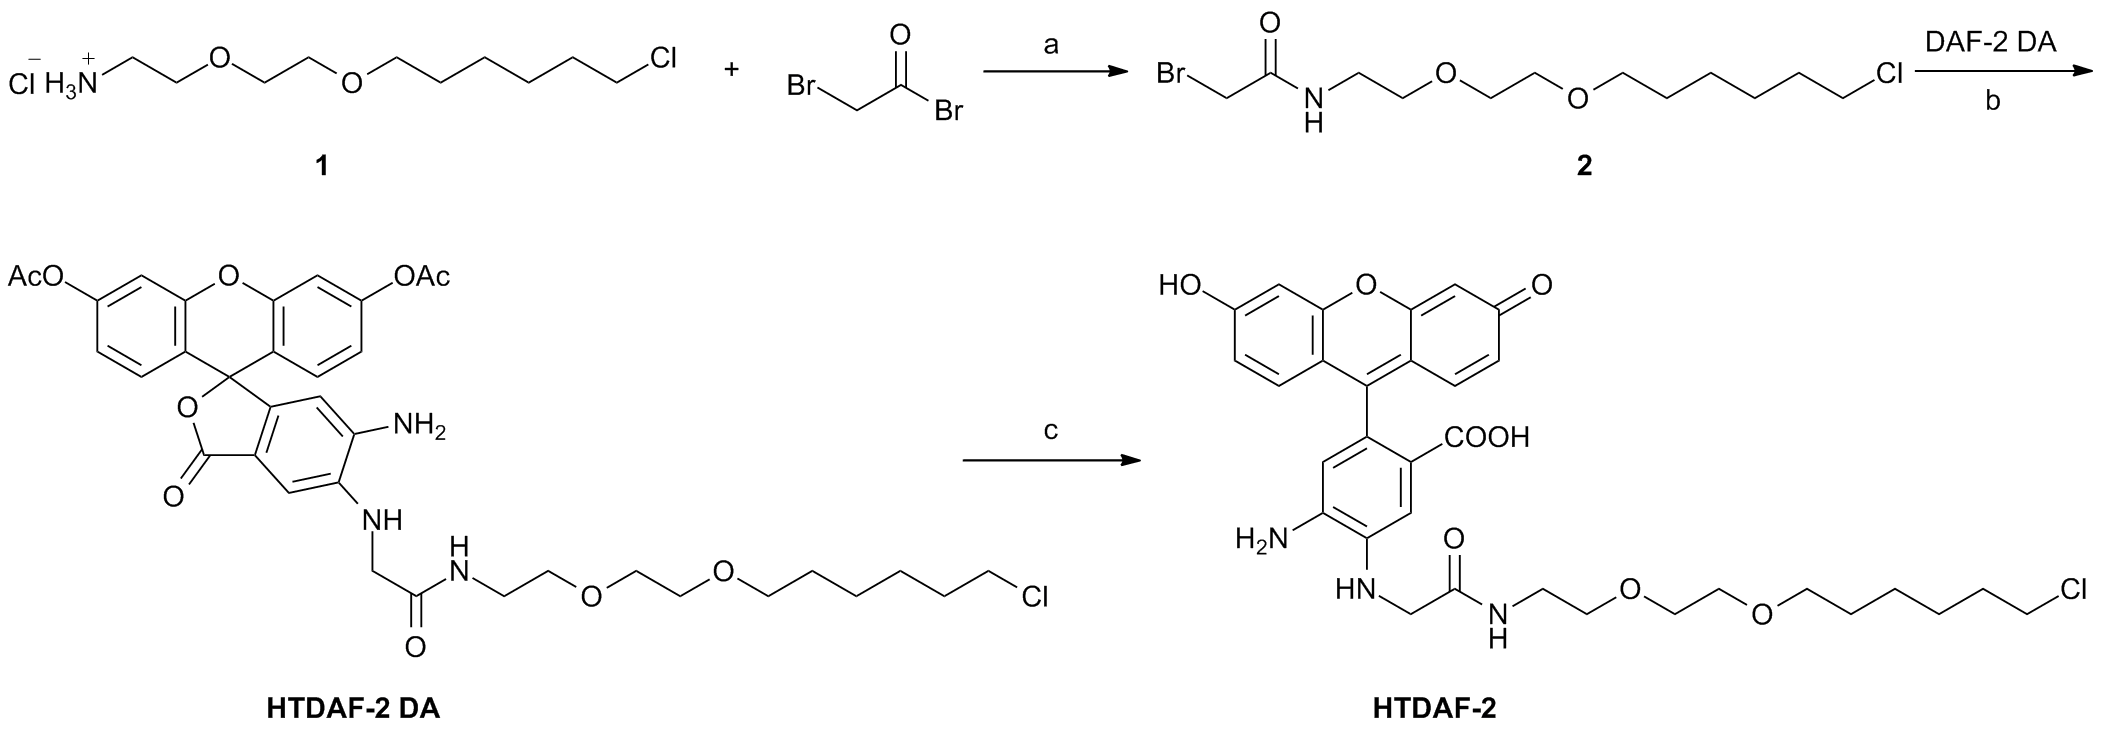 Cl⁻ H₃N⁺ O O Cl
+
Br O Br
a
Br O N H O O Cl
DAF-2 DA
b
1
2
AcO O OAc
O O NH₂
NH
O H N O O Cl
HTDAF-2 DA
c
HO O O
COOH
H₂N
HN O N H O O Cl
HTDAF-2